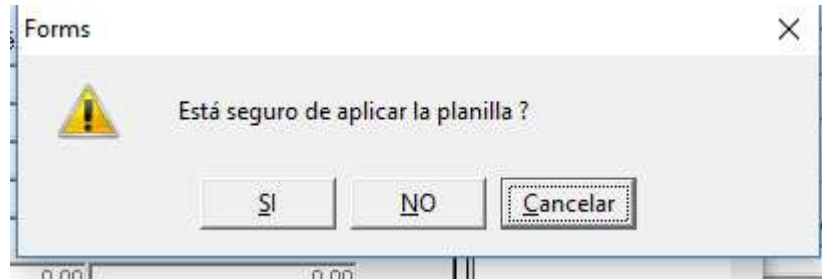 Forms
Está seguro de aplicar la planilla ?
SI
NO
Cancelar
0.00
0.00